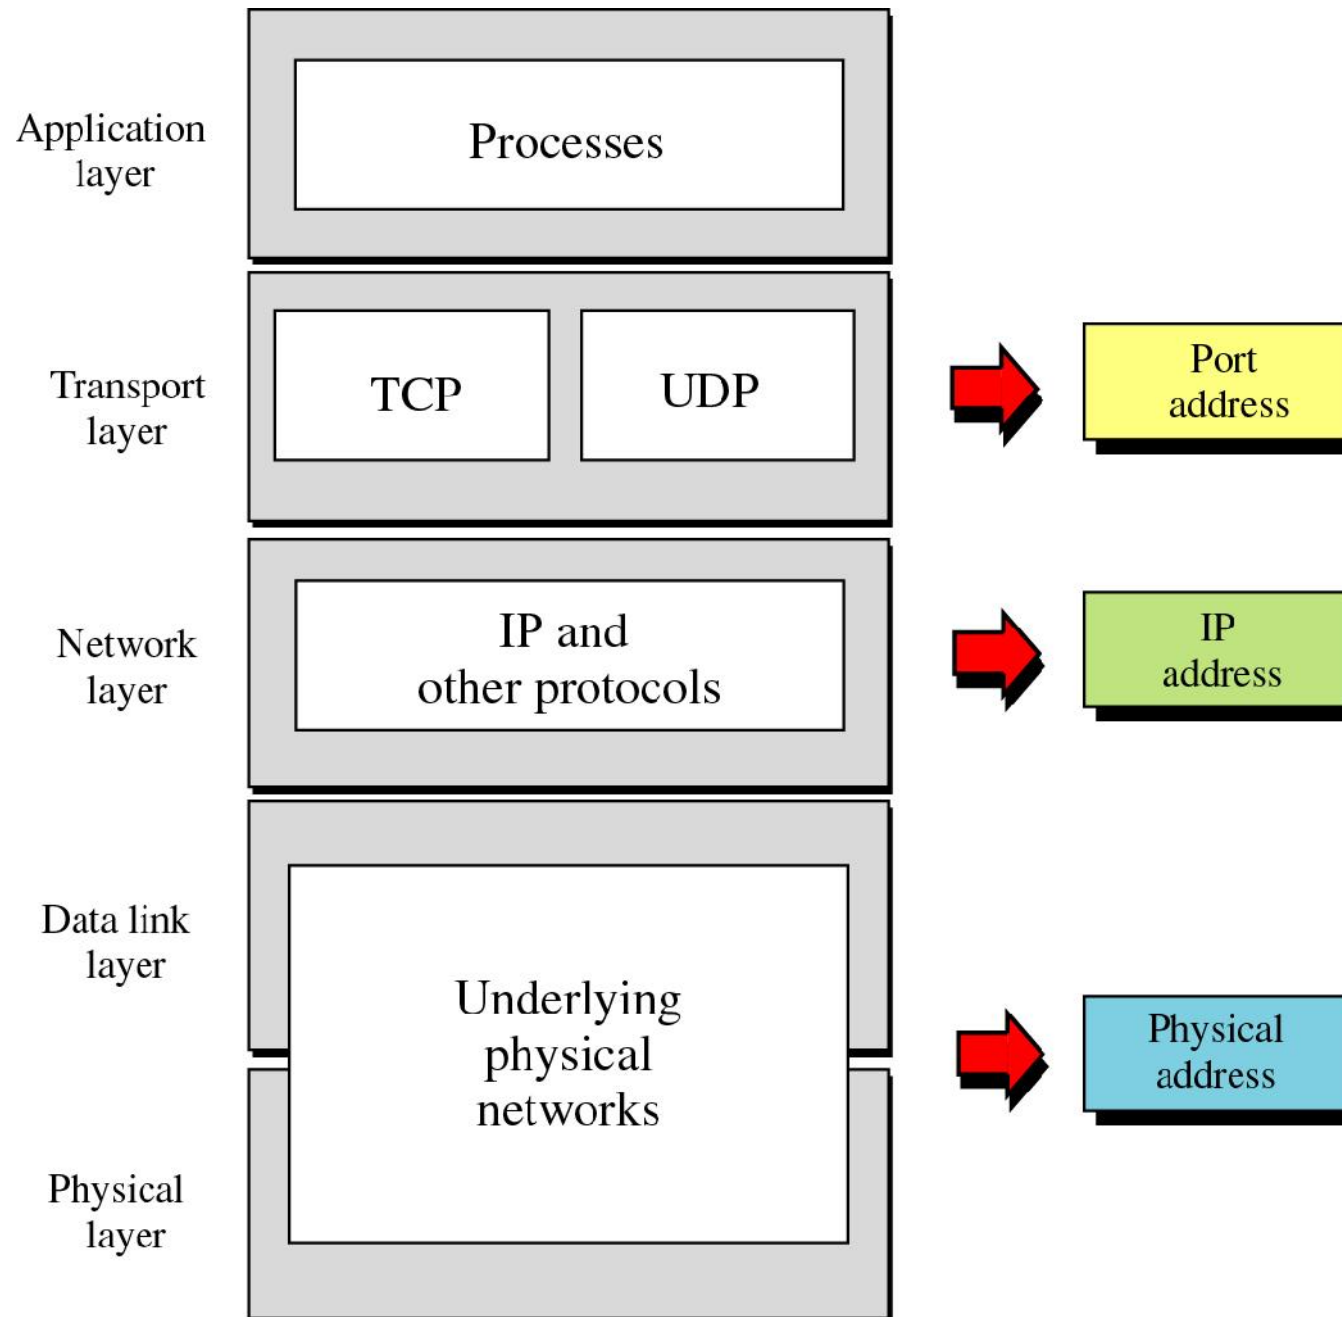 Application
layer
Processes
Transport
layer
TCP
UDP
Port
address
Network
layer
IP and
other protocols
IP
address
Data link
layer
Underlying
physical
networks
Physical
address
Physical
layer